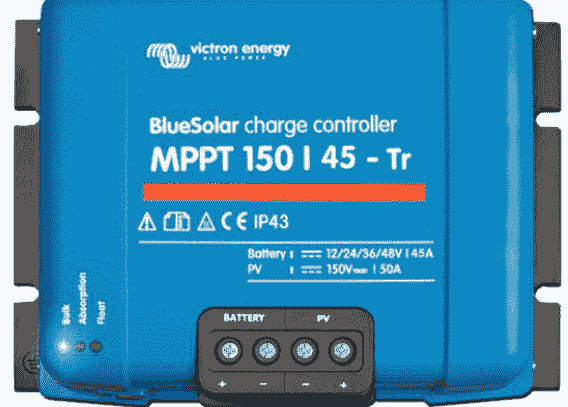 victron energy
BLUE POWER
BlueSolar charge controller
MPPT 150 | 45 - Tr
CE IP43
Battery : 12/24/36/48V | 45A
PV : 150Vmax | 50A
Bulk
Absorption
Float
BATTERY PV
+ - - +